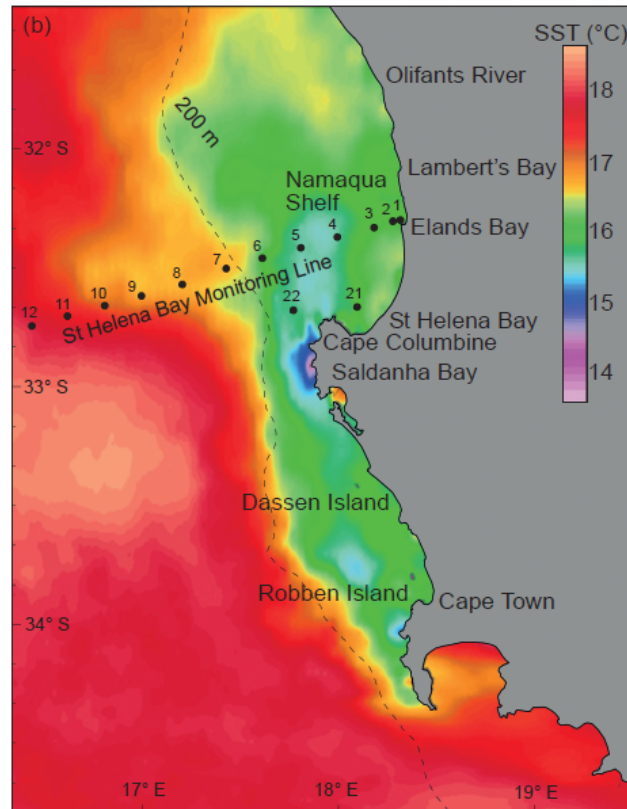 (b)
SST (°C)
Olifants River
18
200 m
17
32° S
Lambert's Bay
Namaqua
Shelf
1
2
3
4
5
6
7
8
9
10
11
12
Elands Bay
16
St Helena Bay Monitoring Line
22
21
St Helena Bay
15
Cape Columbine
Saldanha Bay
14
33° S
Dassen Island
Robben Island
Cape Town
34° S
17° E
18° E
19° E